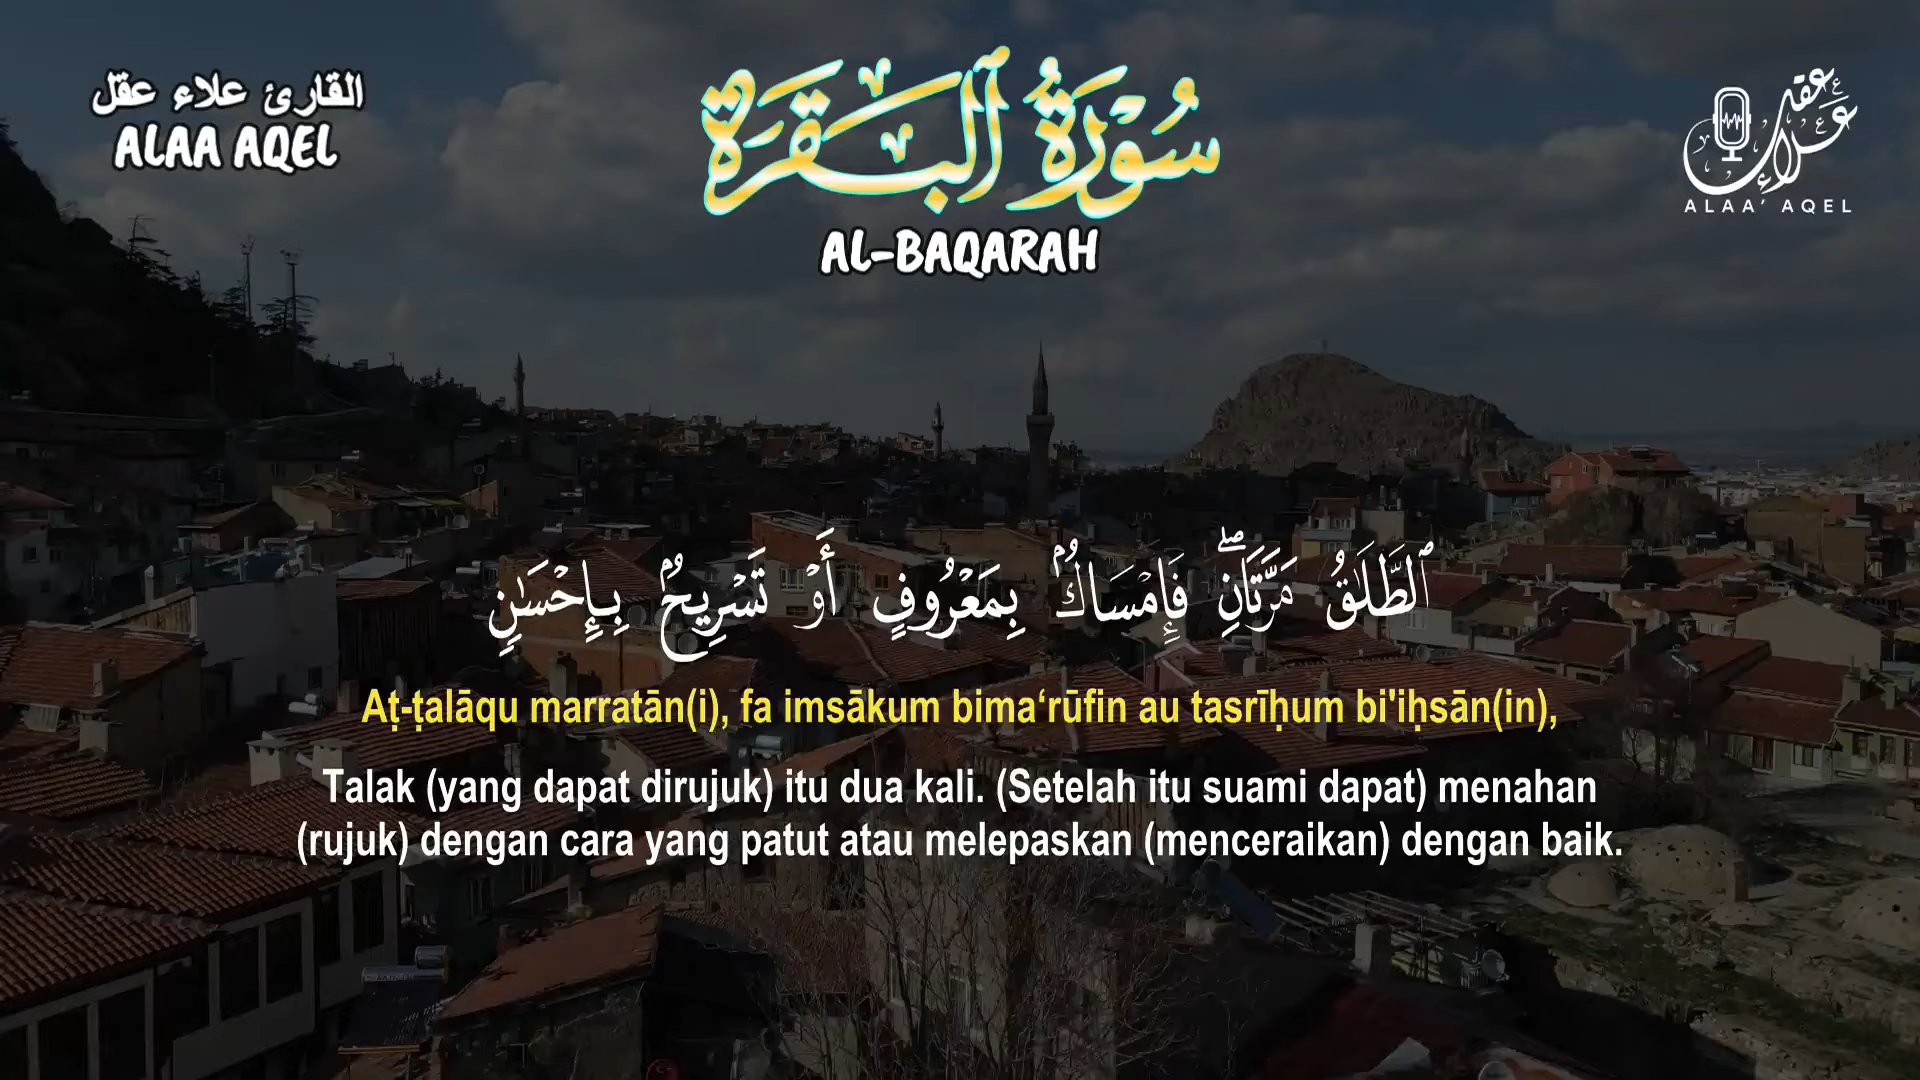 القارئ علاء عقل
ALAA AQEL
سُورَةُ ٱلْبَقَرَةِ
AL-BAQARAH
علاء عقل
ALAA' AQEL
ٱلطَّلَٰقُ مَرَّتَانِۖ فَإِمْسَاكُۢ بِمَعْرُوفٍ أَوْ تَسْرِيحُۢ بِإِحْسَٰنٍ
Aṭ-ṭalāqu marratān(i), fa imsākum bima‘rūfin au tasrīḥum bi'iḥsān(in),
Talak (yang dapat dirujuk) itu dua kali. (Setelah itu suami dapat) menahan
(rujuk) dengan cara yang patut atau melepaskan (menceraikan) dengan baik.